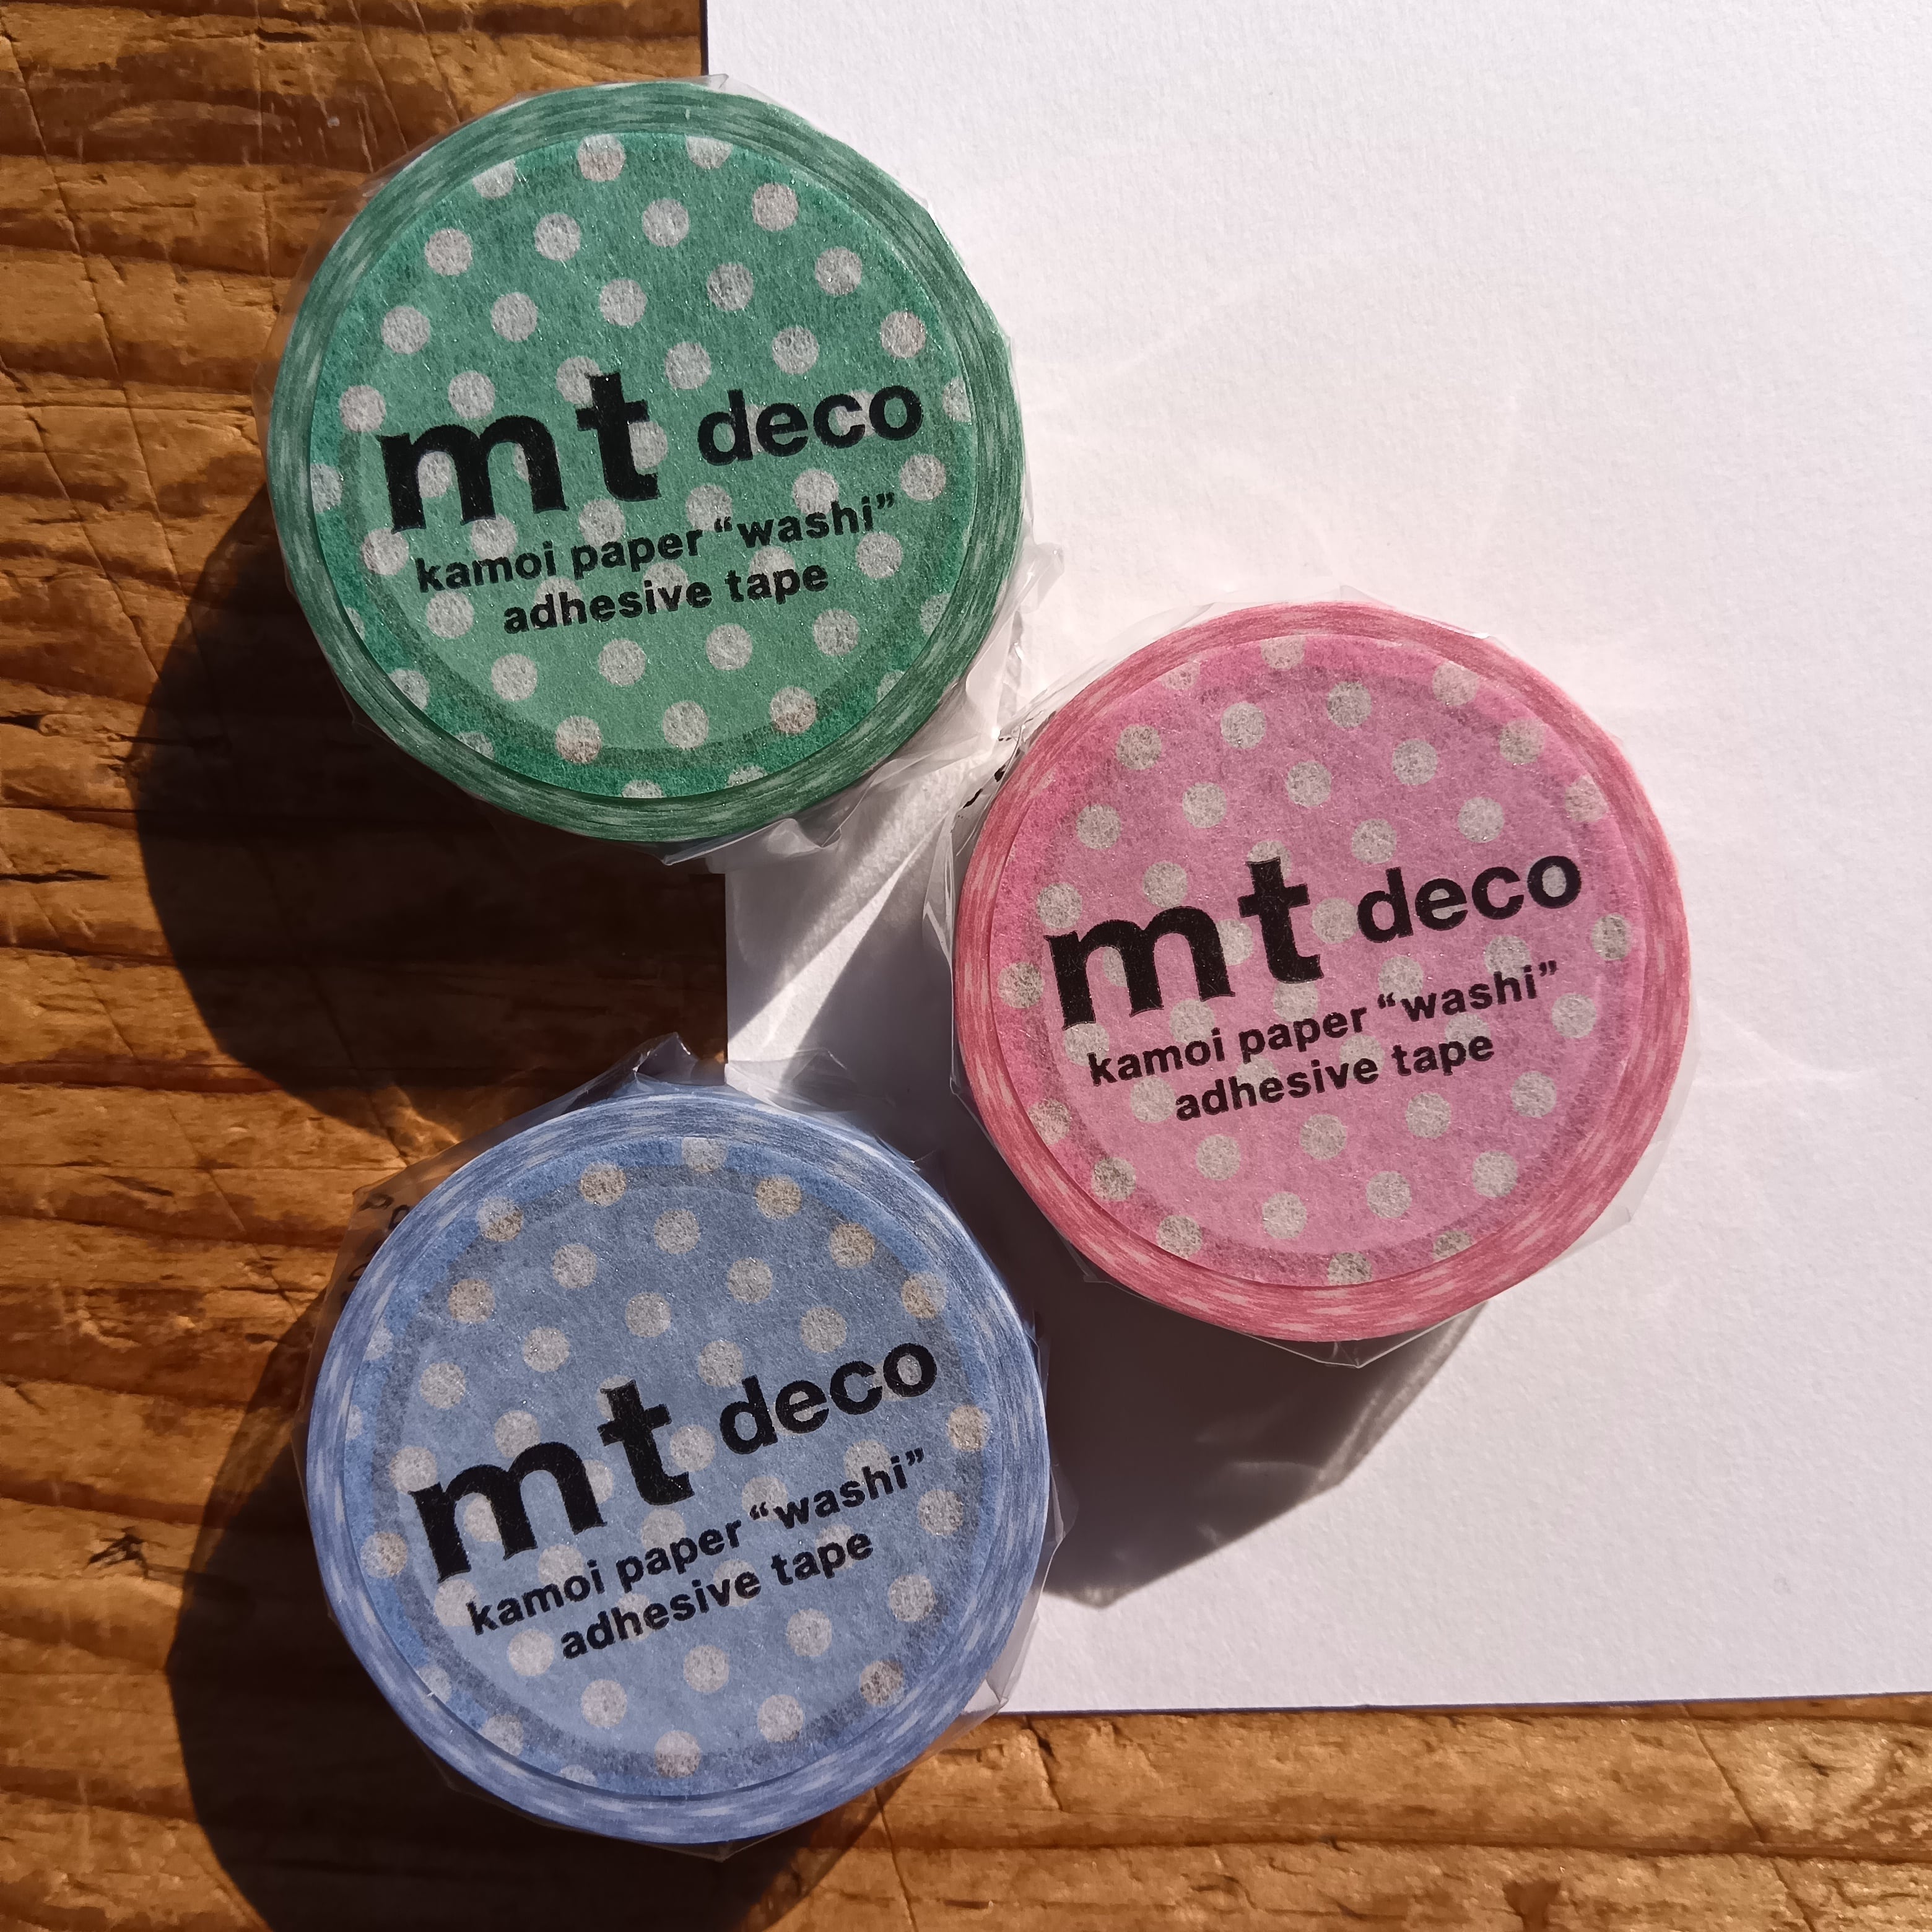 mt deco
kamoi paper “washi”
adhesive tape
mt deco
kamoi paper “washi”
adhesive tape
mt deco
kamoi paper “washi”
adhesive tape